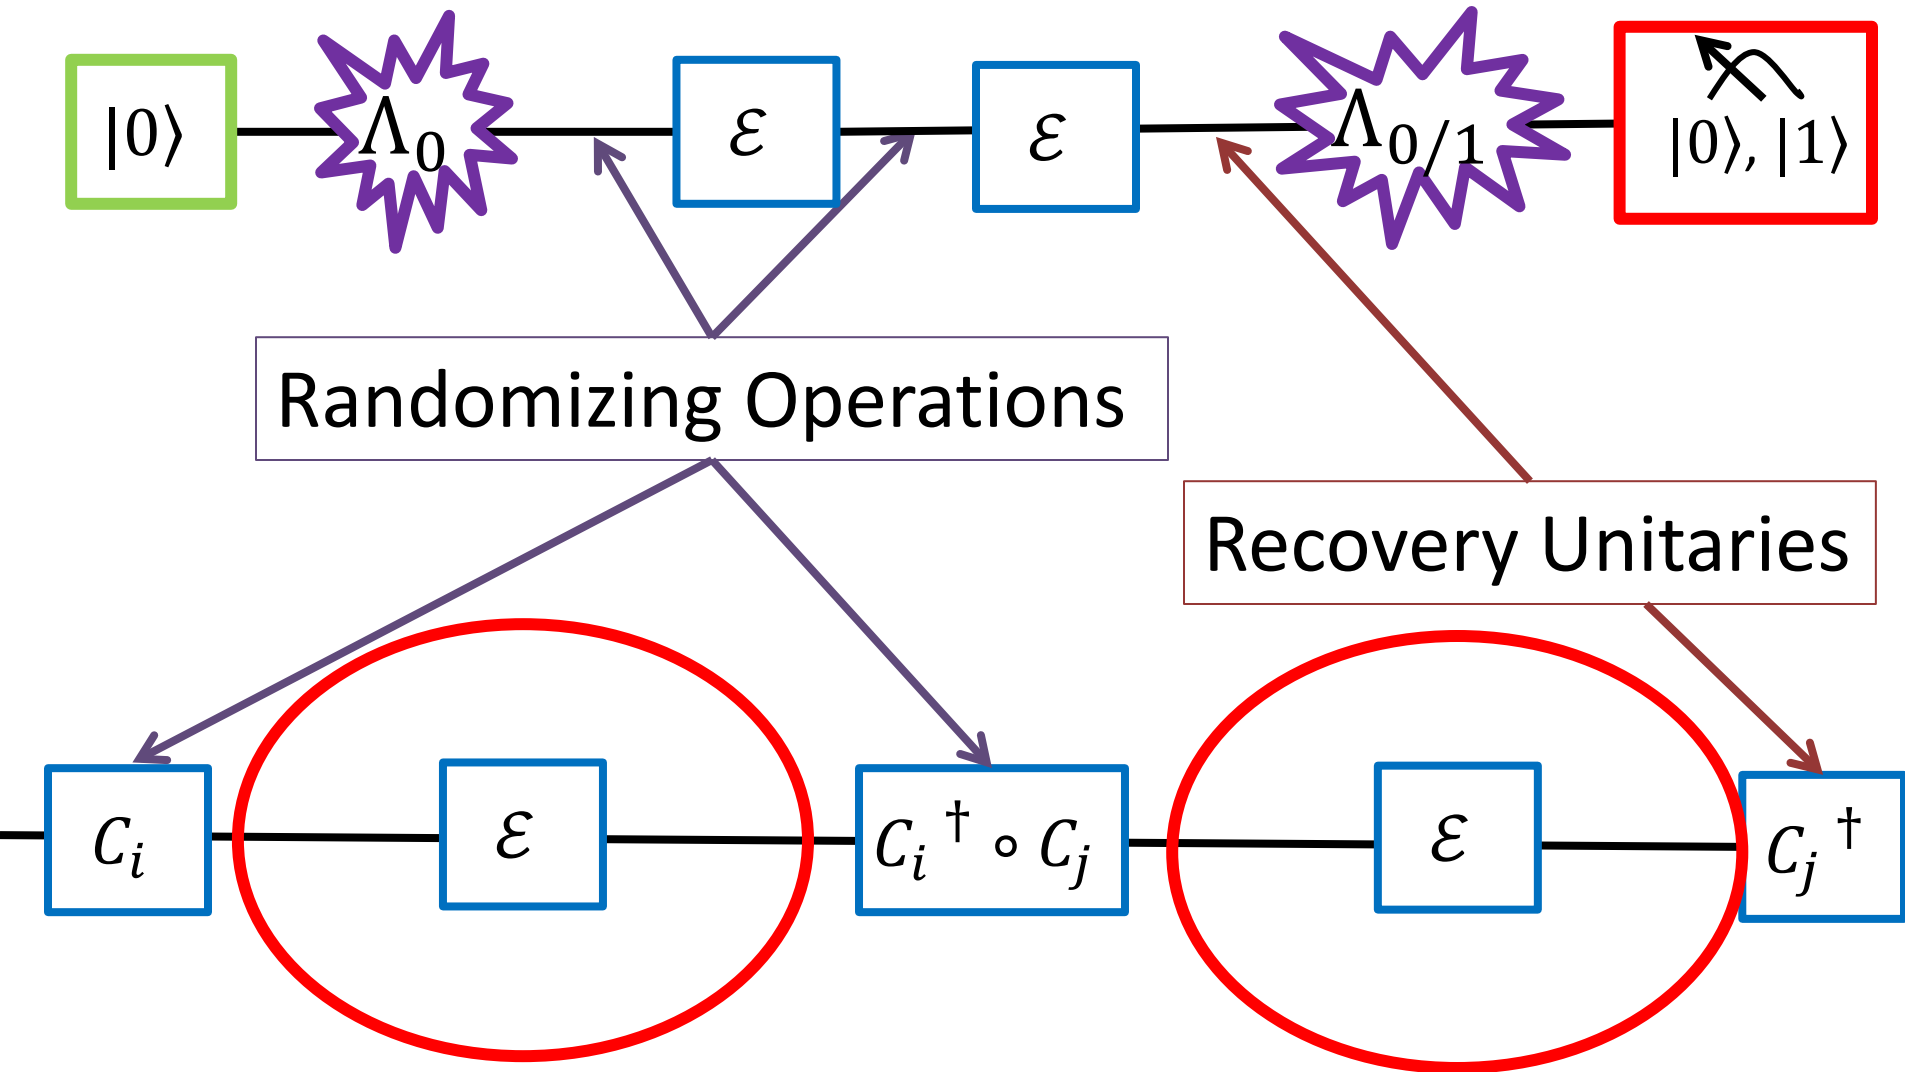 |0⟩ Λ₀ ℰ ℰ Λ₀/₁ |0⟩, |1⟩
Randomizing Operations
Recovery Unitaries
Cᵢ ℰ Cᵢ† ∘ Cⱼ ℰ Cⱼ†